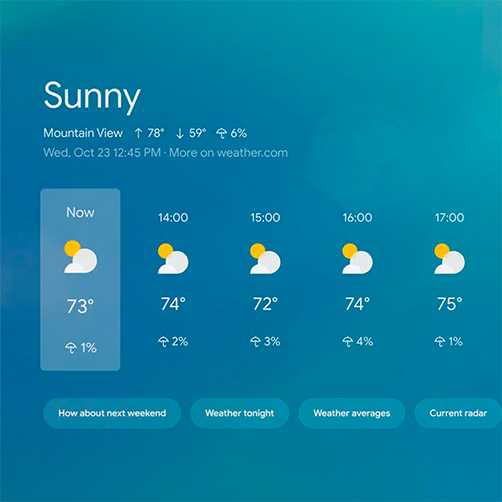 Sunny
Mountain View ↑ 78° ↓ 59° 6%
Wed, Oct 23 12:45 PM · More on weather.com
Now 14:00 15:00 16:00 17:00
73° 74° 72° 74° 75°
1% 2% 3% 4% 1%
How about next weekend Weather tonight Weather averages Current radar